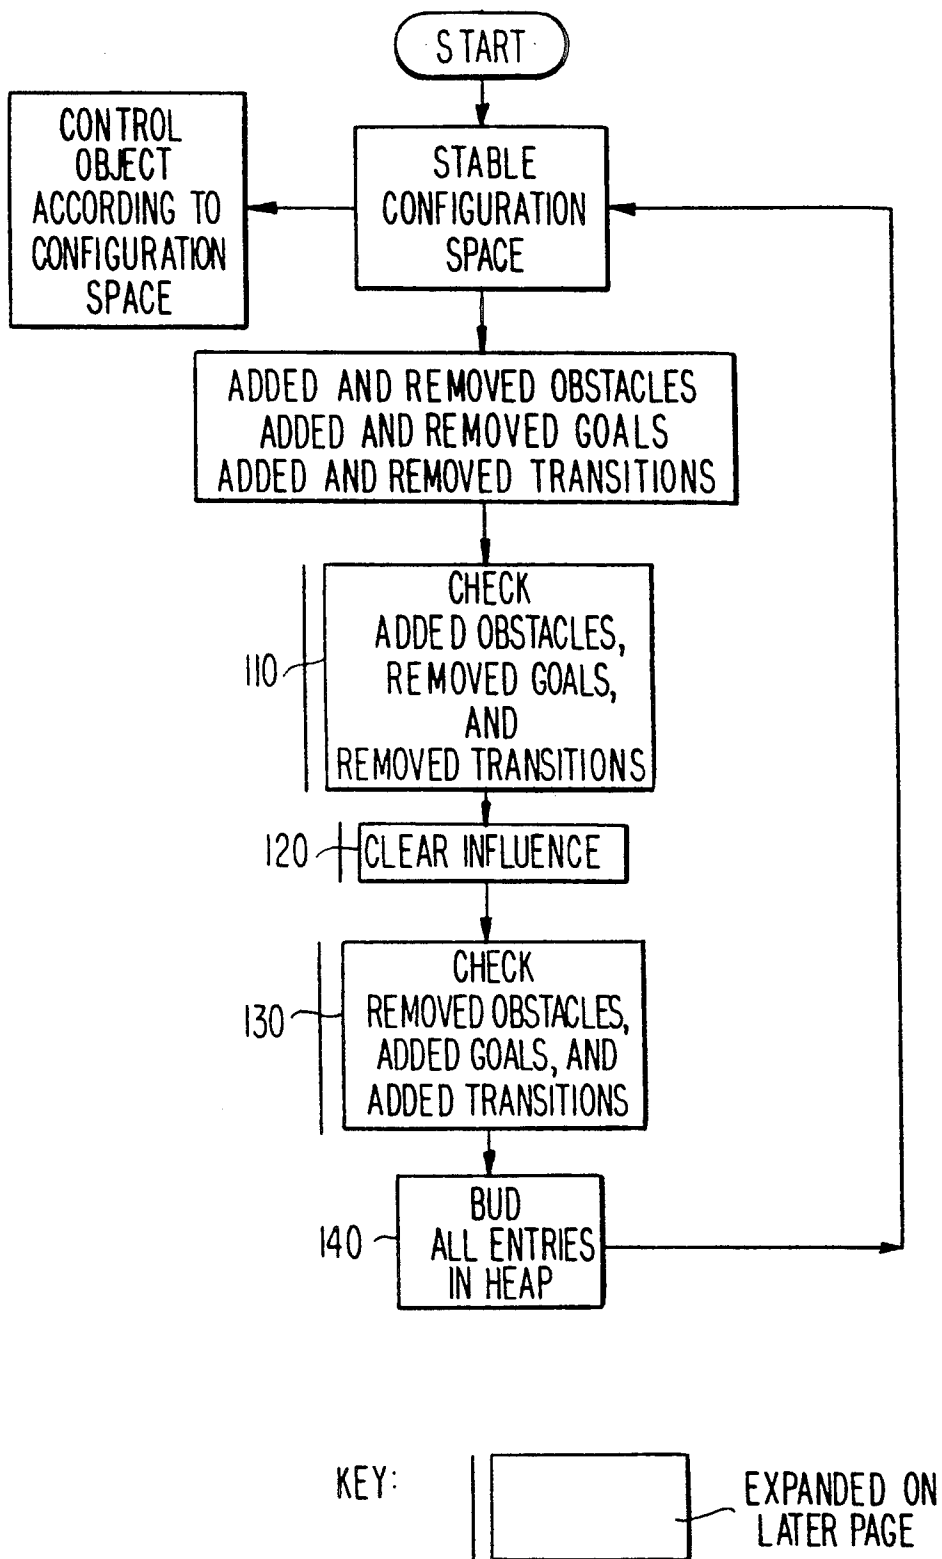 START
CONTROL
OBJECT
ACCORDING TO
CONFIGURATION
SPACE
STABLE
CONFIGURATION
SPACE
ADDED AND REMOVED OBSTACLES
ADDED AND REMOVED GOALS
ADDED AND REMOVED TRANSITIONS
110
CHECK
ADDED OBSTACLES,
REMOVED GOALS,
AND
REMOVED TRANSITIONS
120
CLEAR INFLUENCE
130
CHECK
REMOVED OBSTACLES,
ADDED GOALS, AND
ADDED TRANSITIONS
140
BUD
ALL ENTRIES
IN HEAP
KEY:
EXPANDED ON
LATER PAGE